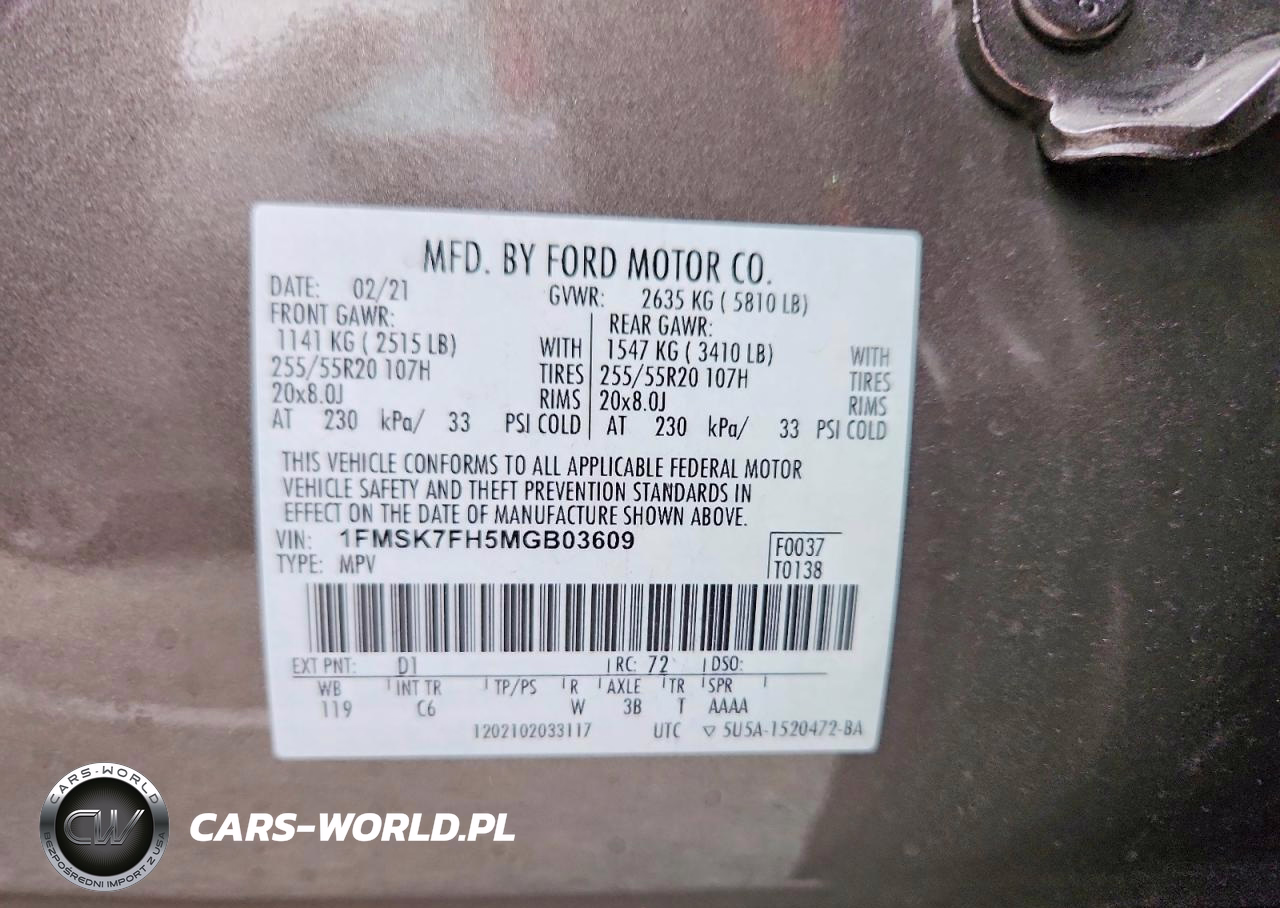 MFD. BY FORD MOTOR CO.
DATE: 02/21 GVWR: 2635 KG ( 5810 LB)
FRONT GAWR: REAR GAWR:
1141 KG ( 2515 LB) WITH 1547 KG ( 3410 LB) WITH
255/55R20 107H TIRES 255/55R20 107H TIRES
20x8.0J RIMS 20x8.0J RIMS
AT 230 kPa/ 33 PSI COLD AT 230 kPa/ 33 PSI COLD
THIS VEHICLE CONFORMS TO ALL APPLICABLE FEDERAL MOTOR
VEHICLE SAFETY AND THEFT PREVENTION STANDARDS IN
EFFECT ON THE DATE OF MANUFACTURE SHOWN ABOVE.
VIN: 1FMSK7FH5MGB03609 F0037
TYPE: MPV T0138
EXT PNT: D1 RC: 72 DSO:
WB INT TR TP/PS R AXLE TR SPR
119 C6 W 3B T AAAA
1202102033117 UTC ▽ 5U5A-1520472-BA
CARS-WORLD
CW
BEZPOŚREDNI IMPORT Z USA
CARS-WORLD.PL